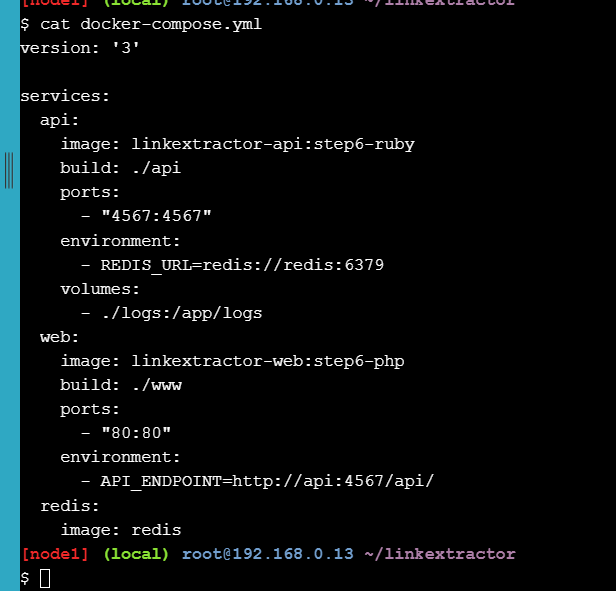 [node1] (local) root@192.168.0.13 ~/linkextractor
$ cat docker-compose.yml
version: '3'

services:
  api:
    image: linkextractor-api:step6-ruby
    build: ./api
    ports:
      - "4567:4567"
    environment:
      - REDIS_URL=redis://redis:6379
    volumes:
      - ./logs:/app/logs
  web:
    image: linkextractor-web:step6-php
    build: ./www
    ports:
      - "80:80"
    environment:
      - API_ENDPOINT=http://api:4567/api/
  redis:
    image: redis
[node1] (local) root@192.168.0.13 ~/linkextractor
$